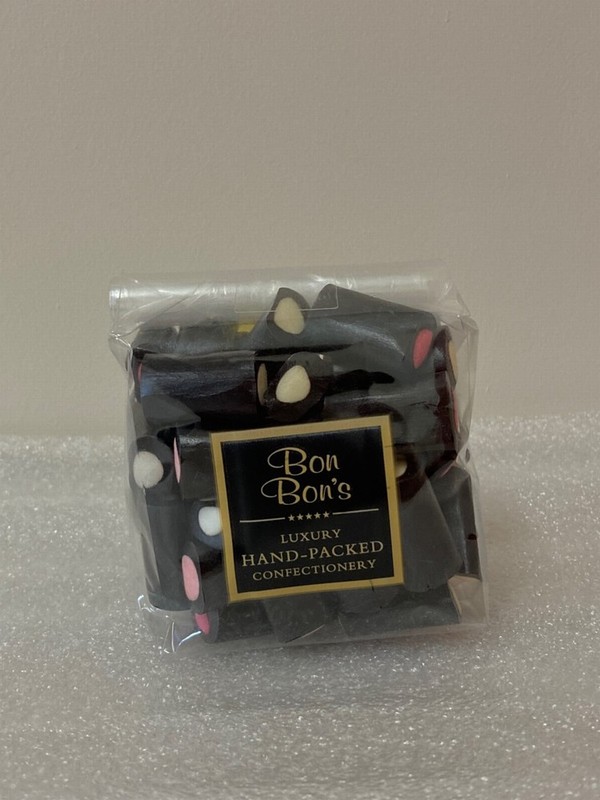 Bon
Bon's
★★★★★
LUXURY
HAND-PACKED
CONFECTIONERY